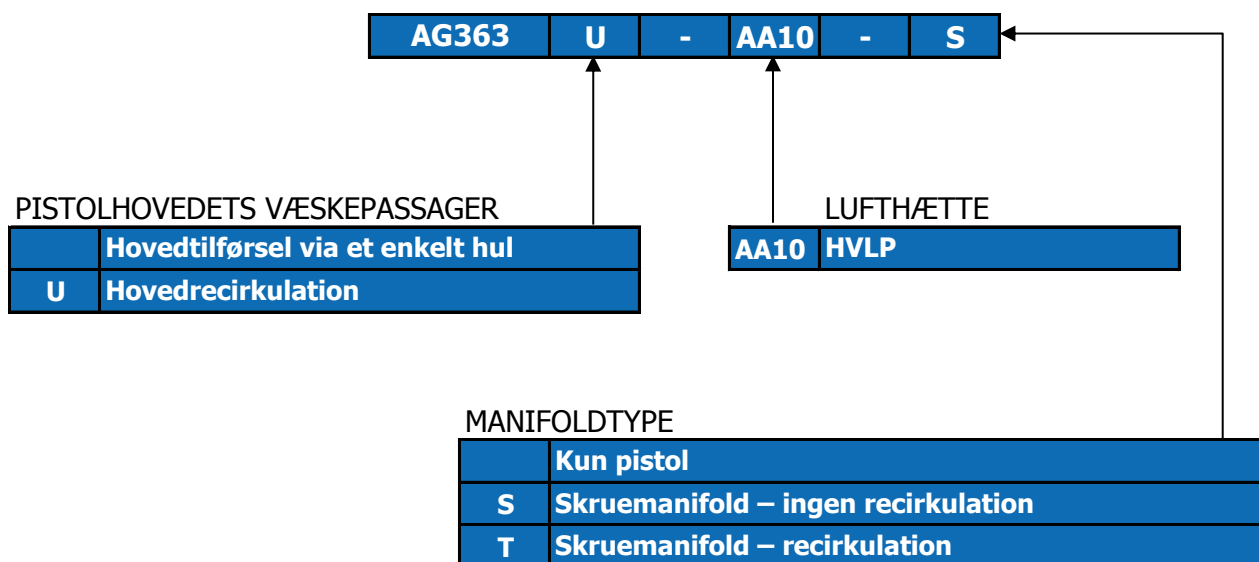 AG363 U - AA10 - S
PISTOLHOVEDETS VÆSKEPASSAGER
Hovedtilførsel via et enkelt hul
U Hovedrecirkulation
LUFTHÆTTE
AA10 HVLP
MANIFOLDTYPE
Kun pistol
S Skruemanifold – ingen recirkulation
T Skruemanifold – recirkulation